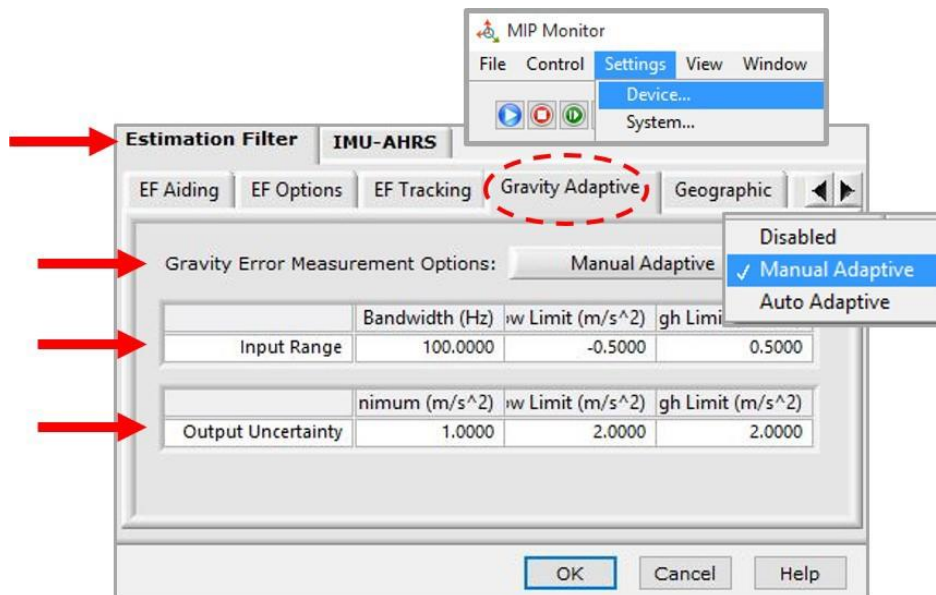 MIP Monitor
File Control Settings View Window
Device...
System...
Estimation Filter IMU-AHRS
EF Aiding EF Options EF Tracking Gravity Adaptive Geographic
Disabled
Gravity Error Measurement Options: Manual Adaptive
✓ Manual Adaptive
Auto Adaptive
Bandwidth (Hz) ow Limit (m/s^2) gh Limi
Input Range 100.0000 -0.5000 0.5000
nimum (m/s^2) ow Limit (m/s^2) gh Limit (m/s^2)
Output Uncertainty 1.0000 2.0000 2.0000
OK Cancel Help